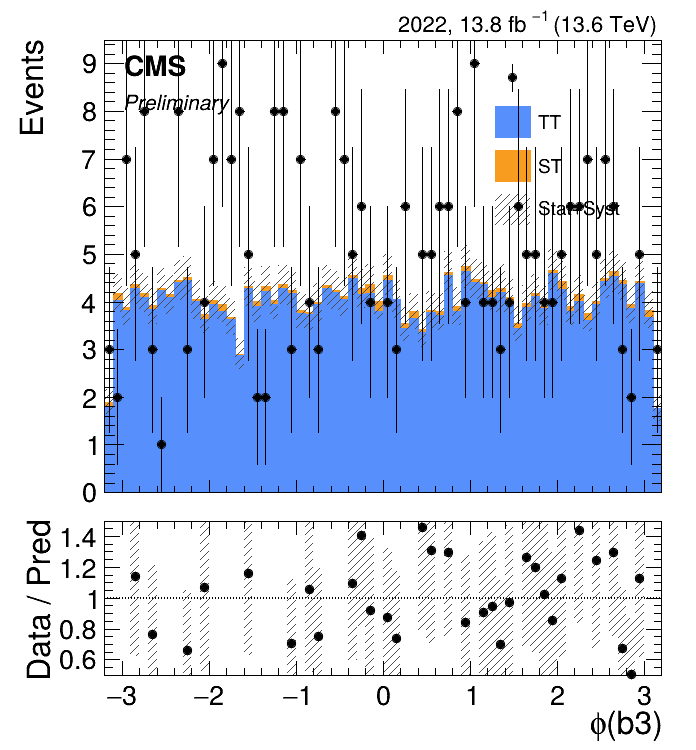 2022, 13.8 fb⁻¹ (13.6 TeV)
Events
CMS
Preliminary
TT
ST
Stat+Syst
9
8
7
6
5
4
3
2
1
0
Data / Pred
1.4
1.2
1
0.8
0.6
−3 −2 −1 0 1 2 3
ϕ(b3)